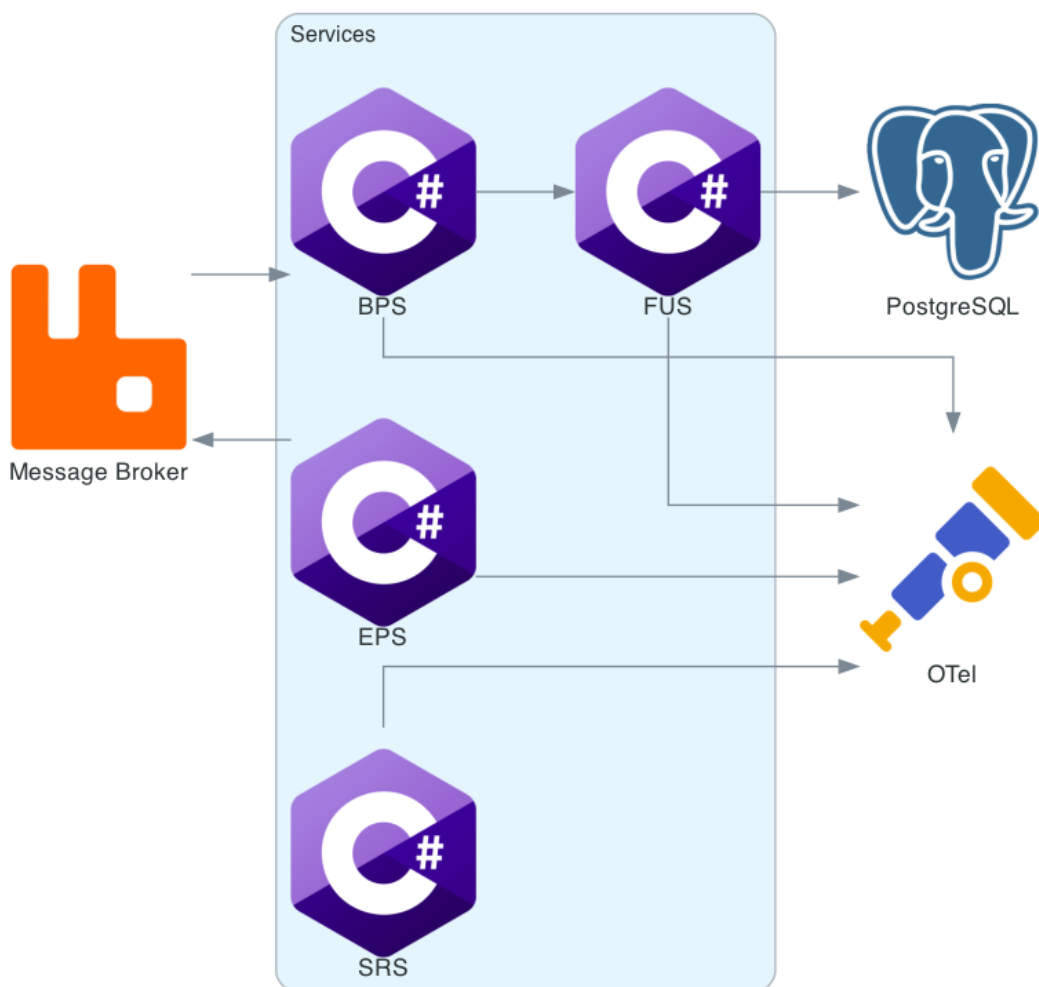 Services
BPS
FUS
PostgreSQL
Message Broker
EPS
OTel
SRS